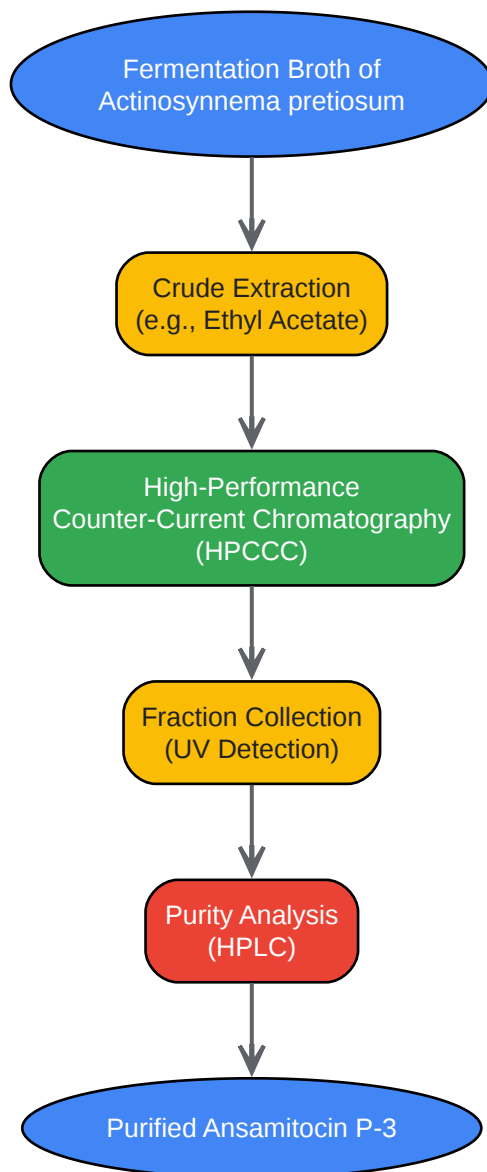 Fermentation Broth of
Actinosynnema pretiosum
Crude Extraction
(e.g., Ethyl Acetate)
High-Performance
Counter-Current Chromatography
(HPCCC)
Fraction Collection
(UV Detection)
Purity Analysis
(HPLC)
Purified Ansamitocin P-3